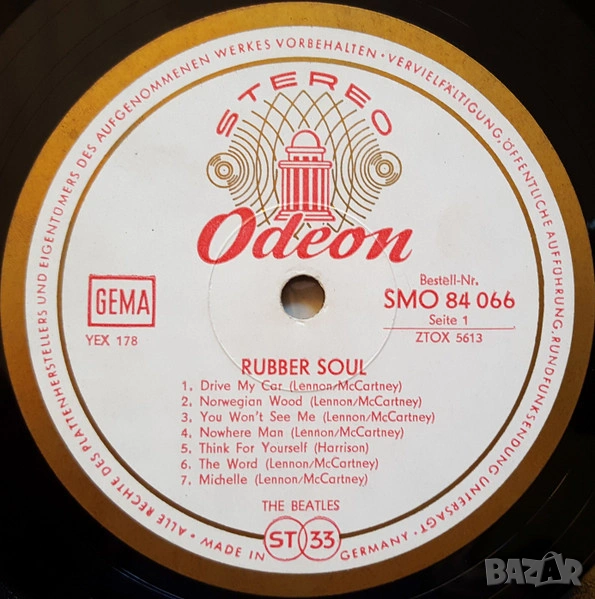 ALLE RECHTE DES PLATTENHERSTELLERS UND EIGENTÜMERS DES AUFGENOMMENEN WERKES VORBEHALTEN · VERVIELFÄLTIGUNG, ÖFFENTLICHE AUFFÜHRUNG, RUNDFUNKSENDUNG UNTERSAGT ·
STEREO
Odeon
GEMA
YEX 178
Bestell-Nr.
SMO 84 066
Seite 1
ZTOX 5613
RUBBER SOUL
1. Drive My Car (Lennon/McCartney)
2. Norwegian Wood (Lennon/McCartney)
3. You Won't See Me (Lennon/McCartney)
4. Nowhere Man (Lennon/McCartney)
5. Think For Yourself (Harrison)
6. The Word (Lennon/McCartney)
7. Michelle (Lennon/McCartney)
THE BEATLES
MADE IN ST 33 GERMANY
BAZAR